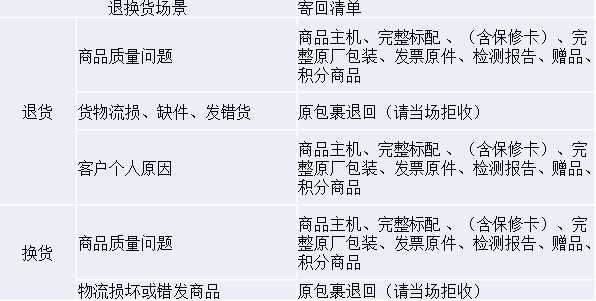 退换货场景 寄回清单
退货
商品质量问题
商品主机、完整标配 、（含保修卡）、完
整原厂包装、发票原件、检测报告、赠品、
积分商品
货物流损、缺件、发错货
原包裹退回（请当场拒收）
客户个人原因
商品主机、完整标配 、（含保修卡）、完
整原厂包装、发票原件、检测报告、赠品、
积分商品
换货
商品质量问题
商品主机、完整标配 、（含保修卡）、完
整原厂包装、发票原件、检测报告、赠品、
积分商品
物流损坏或错发商品
原包裹退回（请当场拒收）